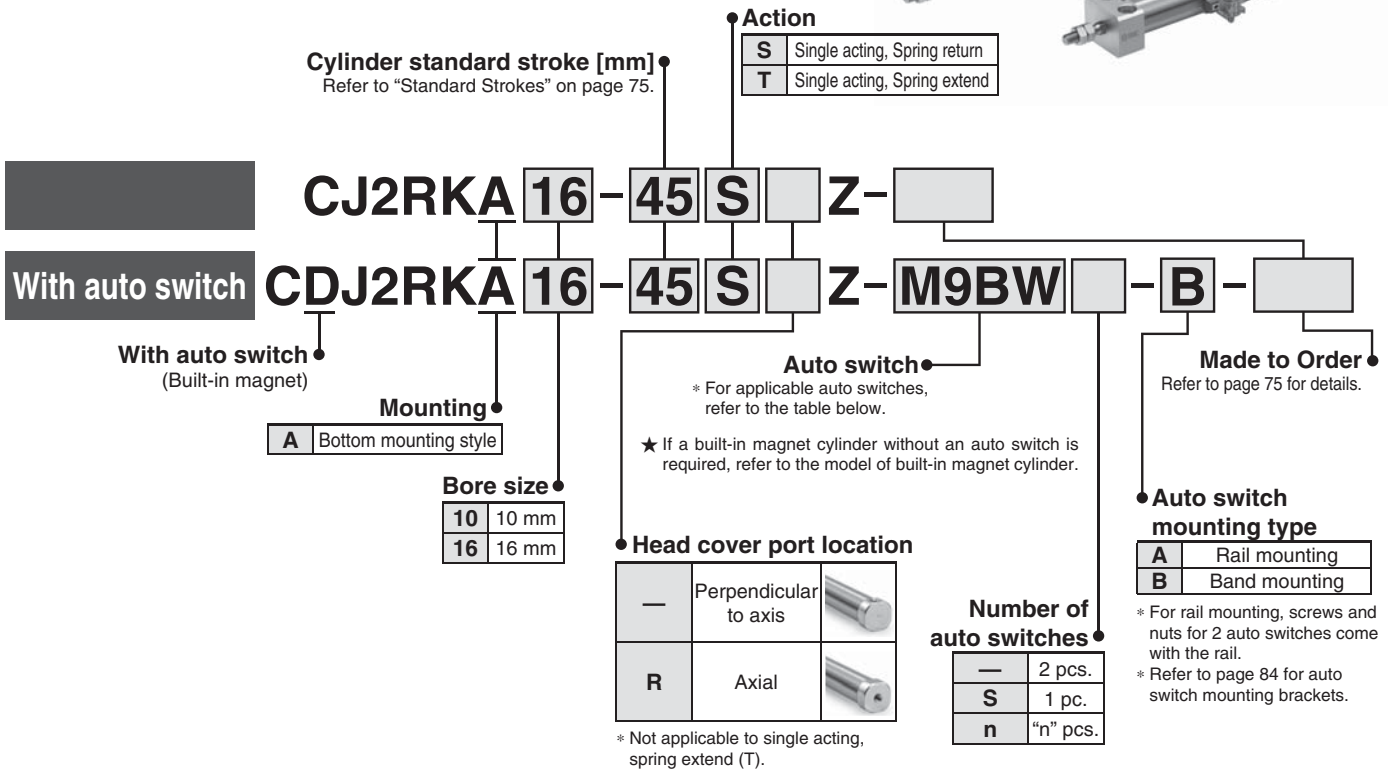 Action
S Single acting, Spring return
T Single acting, Spring extend
Cylinder standard stroke [mm]
Refer to “Standard Strokes” on page 75.
CJ2RKA 16 - 45 S Z-
With auto switch CDJ2RKA 16 - 45 S Z- M9BW - B -
With auto switch
(Built-in magnet)
Mounting
A Bottom mounting style
Bore size
10 10 mm
16 16 mm
Auto switch
* For applicable auto switches,
refer to the table below.
★ If a built-in magnet cylinder without an auto switch is
required, refer to the model of built-in magnet cylinder.
Made to Order
Refer to page 75 for details.
Head cover port location
— Perpendicular
to axis
R Axial
* Not applicable to single acting,
spring extend (T).
Number of
auto switches
— 2 pcs.
S 1 pc.
n “n” pcs.
Auto switch
mounting type
A Rail mounting
B Band mounting
* For rail mounting, screws and
nuts for 2 auto switches come
with the rail.
* Refer to page 84 for auto
switch mounting brackets.